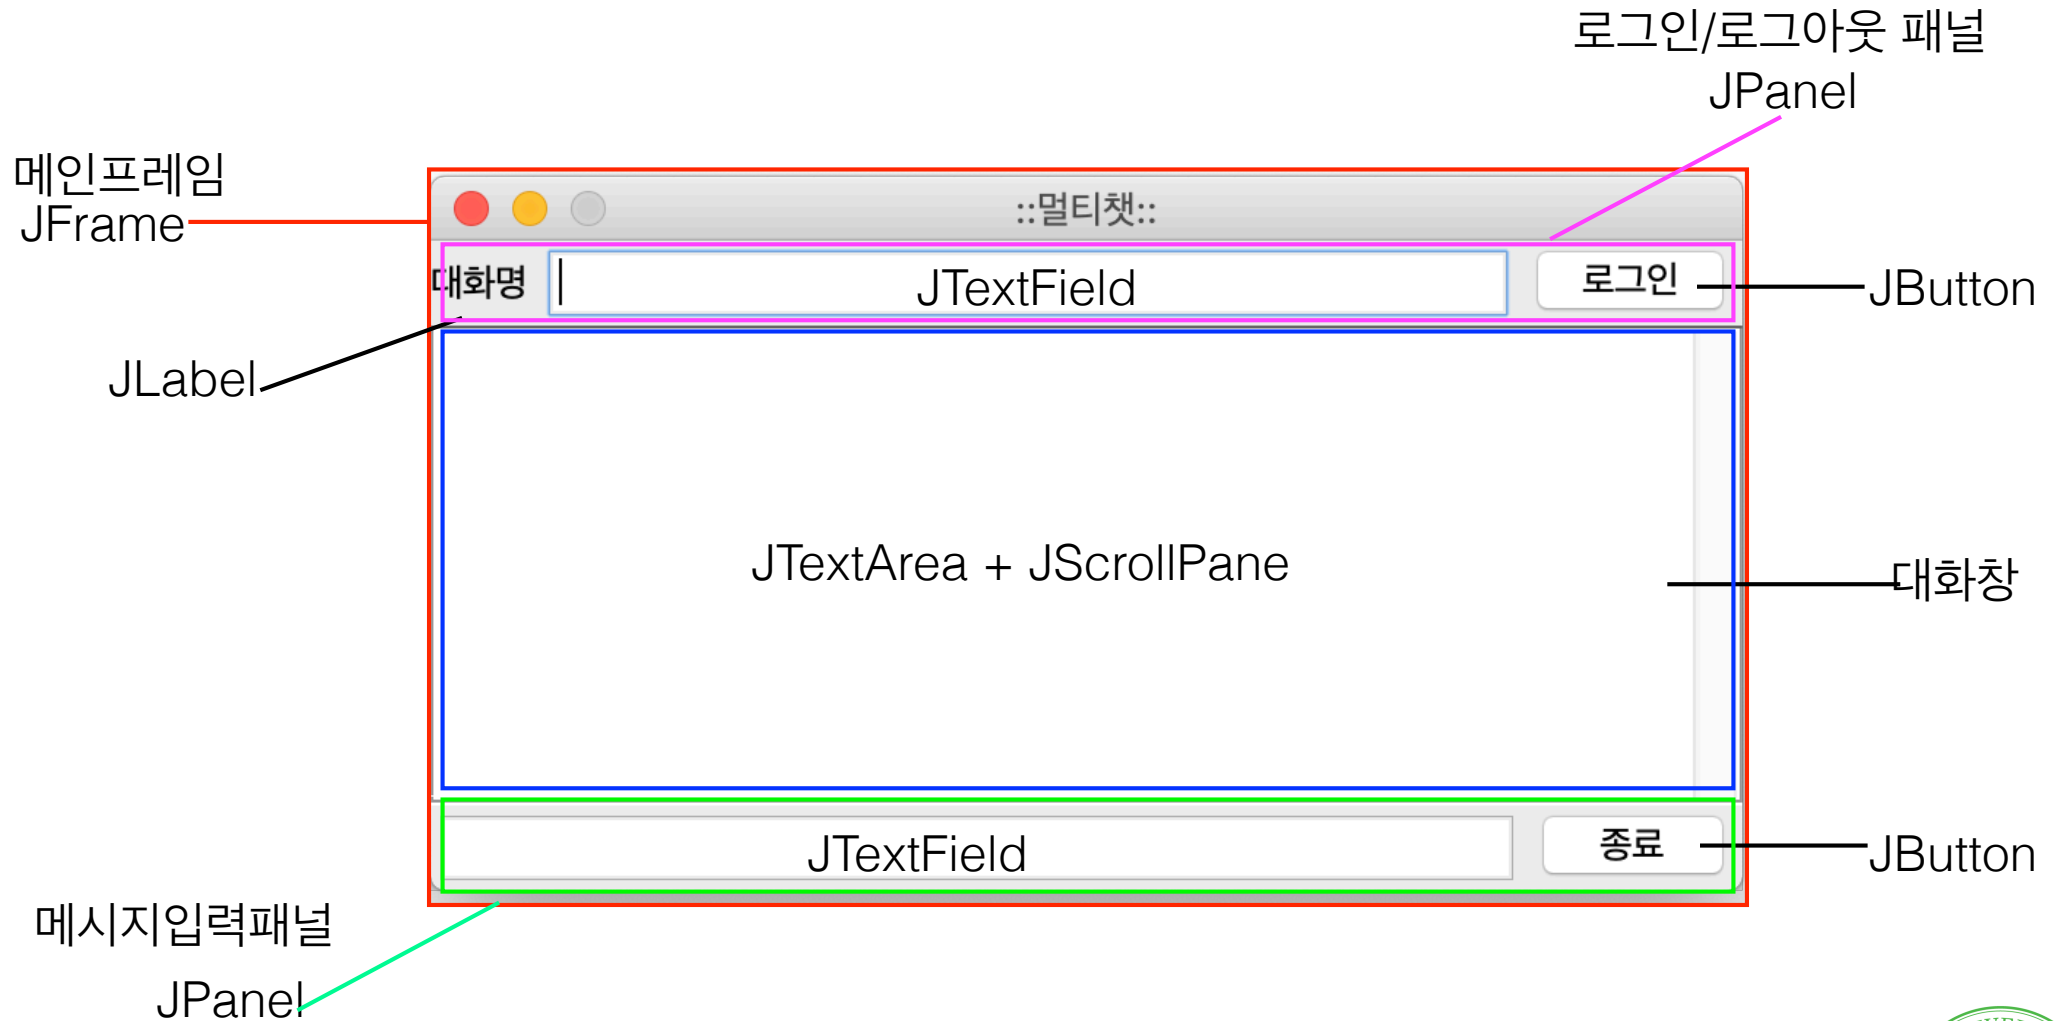 로그인/로그아웃 패널
JPanel
메인프레임
JFrame
::멀티챗::
대화명
JTextField
로그인
JButton
JLabel
JTextArea + JScrollPane
대화창
JTextField
종료
JButton
메시지입력패널
JPanel